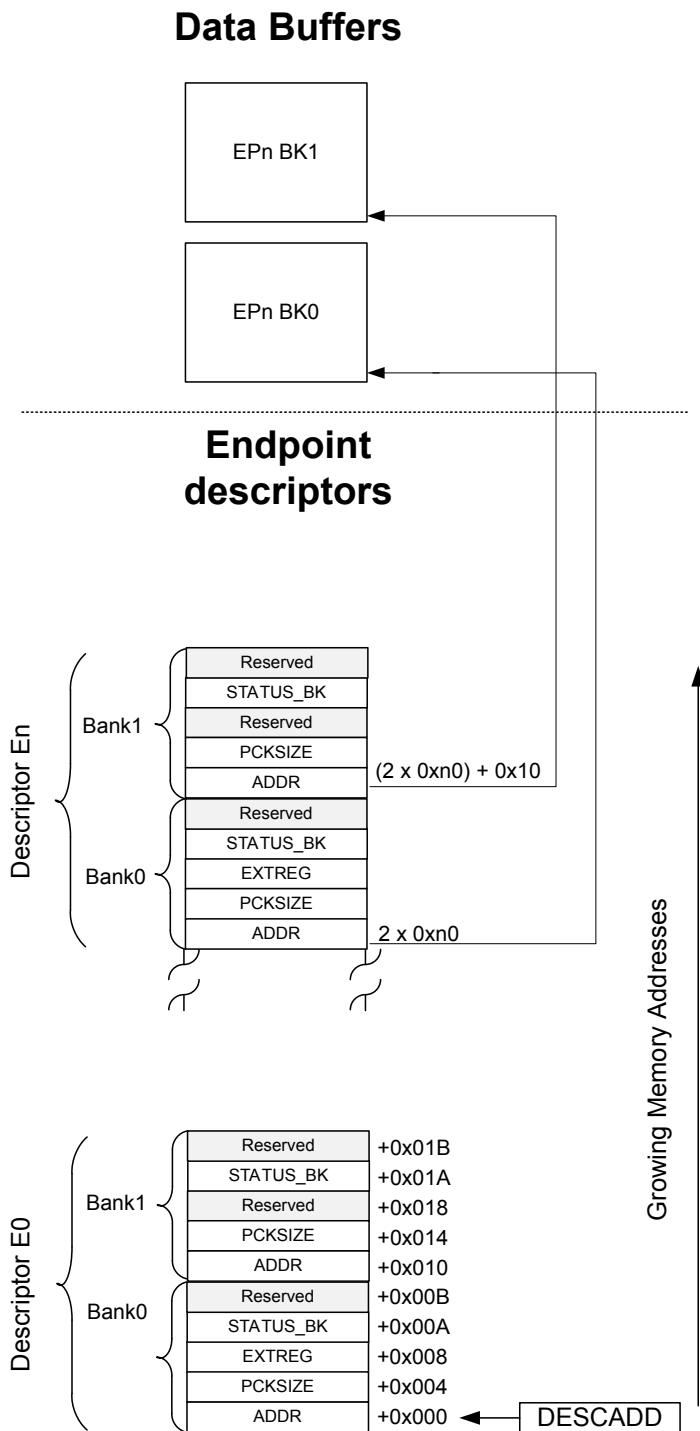 Data Buffers
EPn BK1
EPn BK0
Endpoint
descriptors
Descriptor En
Bank1
Reserved
STATUS_BK
Reserved
PCKSIZE
ADDR
(2 x 0xn0) + 0x10
Bank0
Reserved
STATUS_BK
EXTREG
PCKSIZE
ADDR
2 x 0xn0
Growing Memory Addresses
Descriptor E0
Bank1
Reserved +0x01B
STATUS_BK +0x01A
Reserved +0x018
PCKSIZE +0x014
ADDR +0x010
Bank0
Reserved +0x00B
STATUS_BK +0x00A
EXTREG +0x008
PCKSIZE +0x004
ADDR +0x000
DESCADD